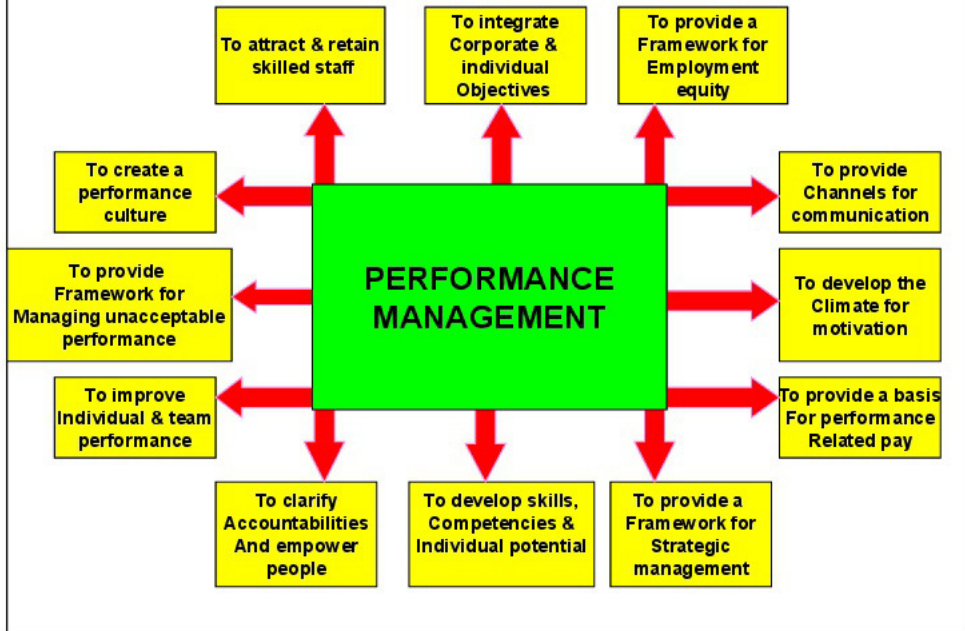 To attract & retain
skilled staff
To integrate
Corporate &
individual
Objectives
To provide a
Framework for
Employment
equity
To create a
performance
culture
To provide
Channels for
communication
To provide
Framework for
Managing unacceptable
performance
PERFORMANCE
MANAGEMENT
To develop the
Climate for
motivation
To improve
Individual & team
performance
To provide a basis
For performance
Related pay
To clarify
Accountabilities
And empower
people
To develop skills,
Competencies &
Individual potential
To provide a
Framework for
Strategic
management